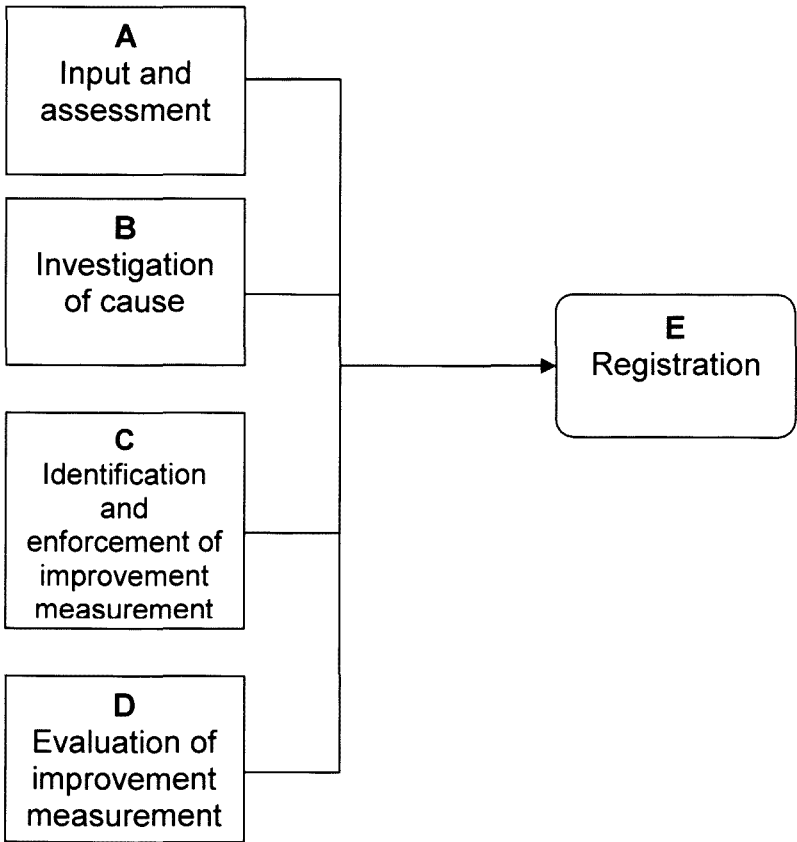 A
Input and
assessment
B
Investigation
of cause
C
Identification
and
enforcement of
improvement
measurement
D
Evaluation of
improvement
measurement
E
Registration